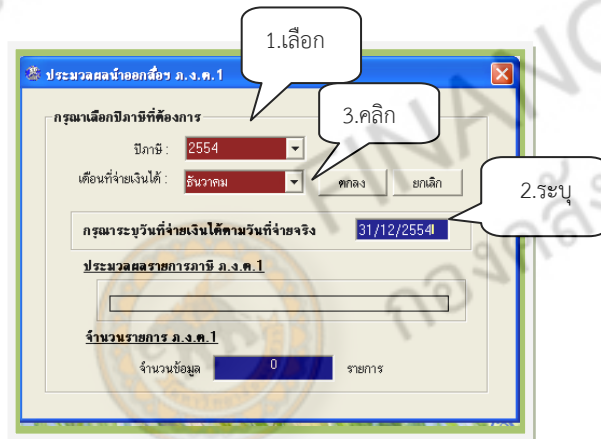 1.เลือก
ประมวลผลนำออกสื่อฯ ภ.ง.ด.1
กรุณาเลือกปีภาษีที่ต้องการ
3.คลิก
ปีภาษี : 2554
เดือนที่จ่ายเงินได้ : ธันวาคม ตกลง ยกเลิก
2.ระบุ
กรุณาระบุวันที่จ่ายเงินได้ตามวันที่จ่ายจริง 31/12/2554
ประมวลผลรายการภาษี ภ.ง.ด.1
จำนวนรายการ ภ.ง.ด.1
จำนวนข้อมูล 0 รายการ
FINANC
กองคลัง